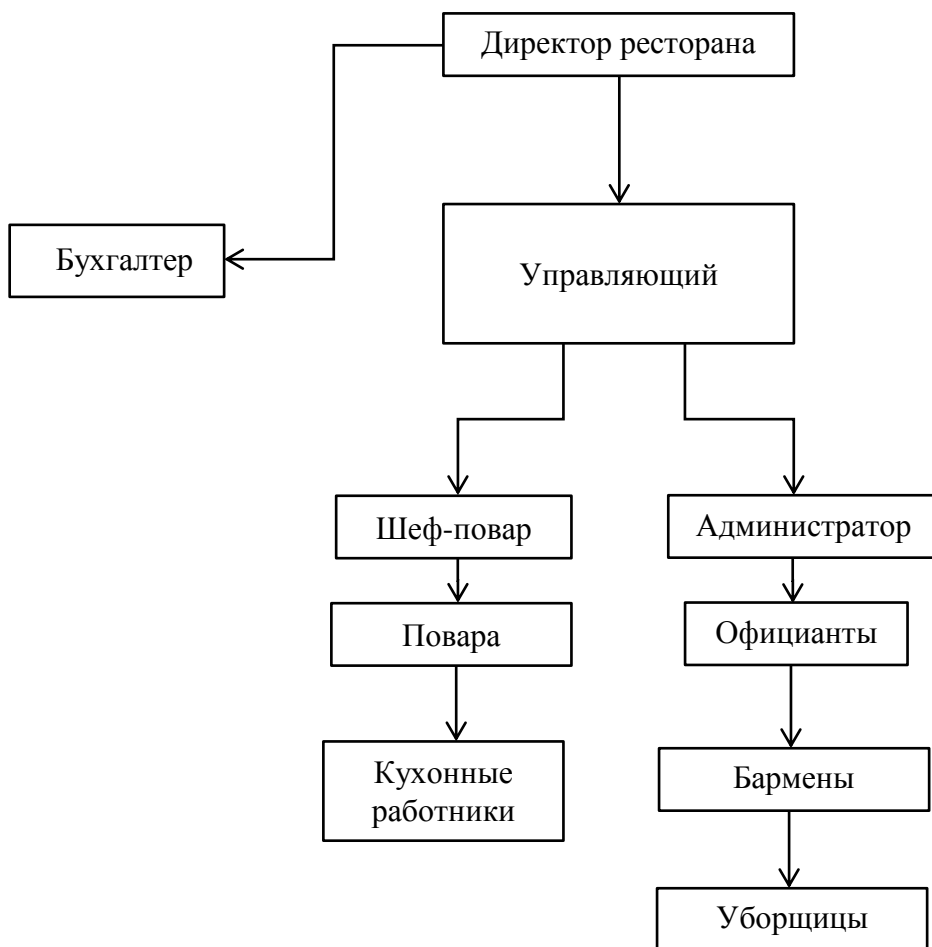 Директор ресторана
Бухгалтер
Управляющий
Шеф-повар
Администратор
Повара
Официанты
Кухонные
работники
Бармены
Уборщицы